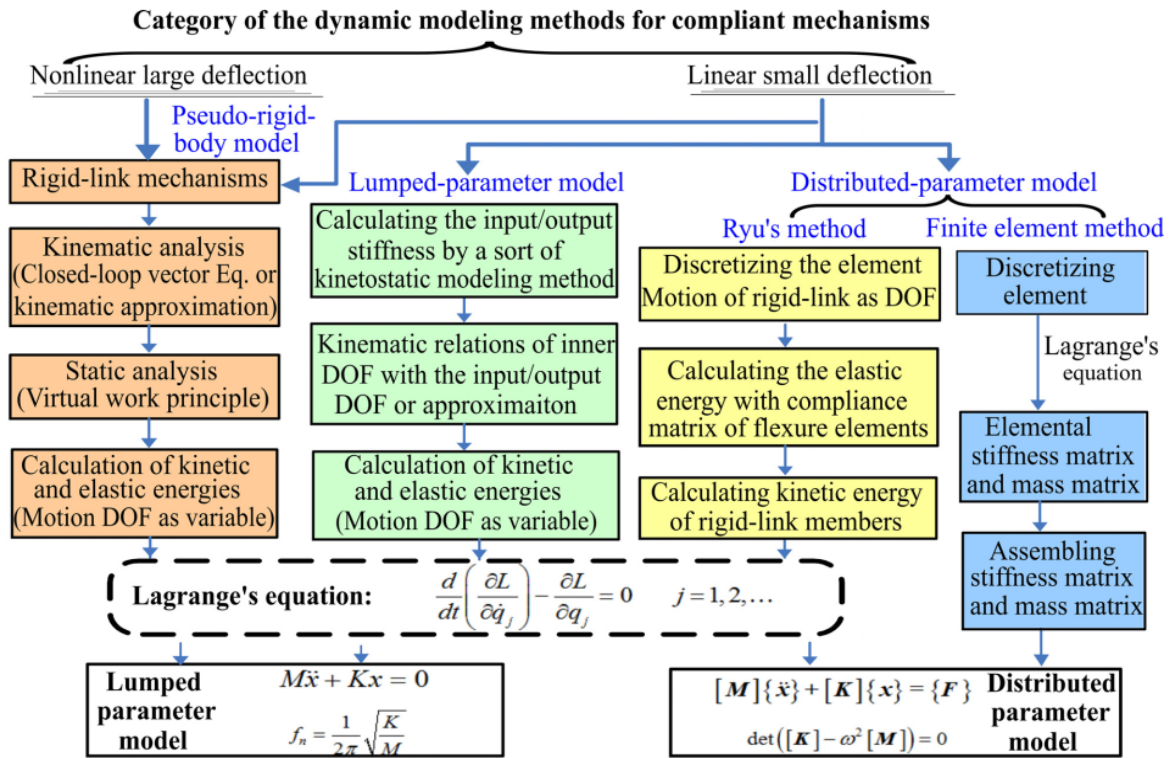 Category of the dynamic modeling methods for compliant mechanisms
Nonlinear large deflection
Linear small deflection
Pseudo-rigid-
body model
Rigid-link mechanisms
Kinematic analysis
(Closed-loop vector Eq. or
kinematic approximation)
Static analysis
(Virtual work principle)
Calculation of kinetic
and elastic energies
(Motion DOF as variable)
Lumped-parameter model
Calculating the input/output
stiffness by a sort of
kinetostatic modeling method
Kinematic relations of inner
DOF with the input/output
DOF or approximaiton
Calculation of kinetic
and elastic energies
(Motion DOF as variable)
Distributed-parameter model
Ryu's method
Discretizing the element
Motion of rigid-link as DOF
Calculating the elastic
energy with compliance
matrix of flexure elements
Calculating kinetic energy
of rigid-link members
Finite element method
Discretizing
element
Lagrange's
equation
Elemental
stiffness matrix
and mass matrix
Assembling
stiffness matrix
and mass matrix
Lagrange's equation: d/dt (∂L/∂q̇_j) − ∂L/∂q_j = 0 j = 1, 2, …
Lumped
parameter
model
Mẍ + Kx = 0
f_n = 1/2π √(K/M)
[M]{ẍ} + [K]{x} = {F}
det([K] − ω²[M]) = 0
Distributed
parameter
model